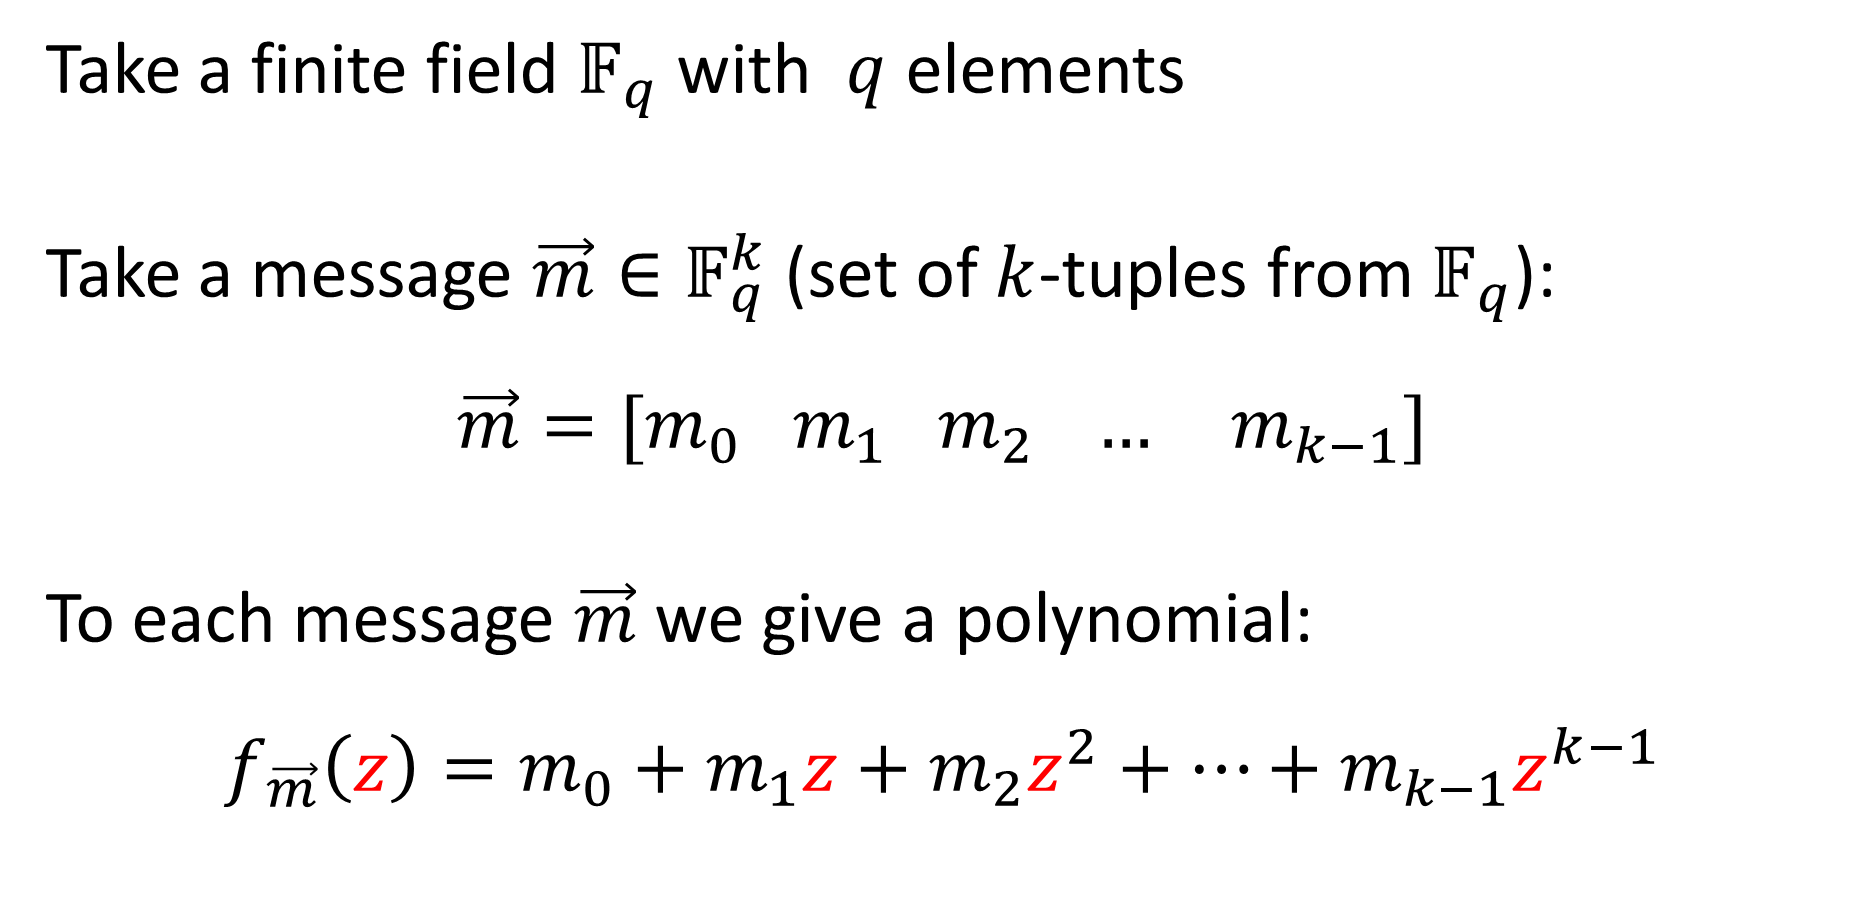 Take a finite field 𝔽_q with q elements
Take a message m⃗ ∈ 𝔽_q^k (set of k-tuples from 𝔽_q):
m⃗ = [m_0 m_1 m_2 … m_{k−1}]
To each message m⃗ we give a polynomial:
f_{m⃗}(z) = m_0 + m_1z + m_2z^2 + ⋯ + m_{k−1}z^{k−1}